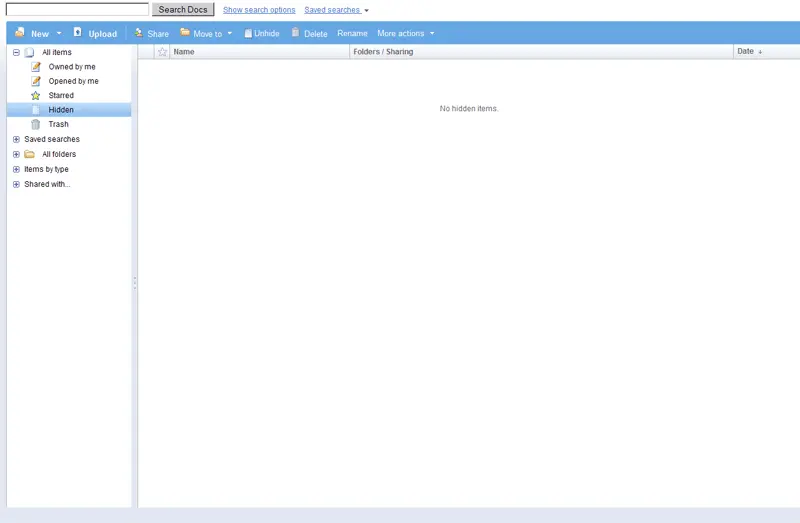 Search Docs Show search options Saved searches
New Upload Share Move to Unhide Delete Rename More actions
All items
Owned by me
Opened by me
Starred
Hidden
Trash
Saved searches
All folders
Items by type
Shared with...
Name Folders / Sharing Date
No hidden items.